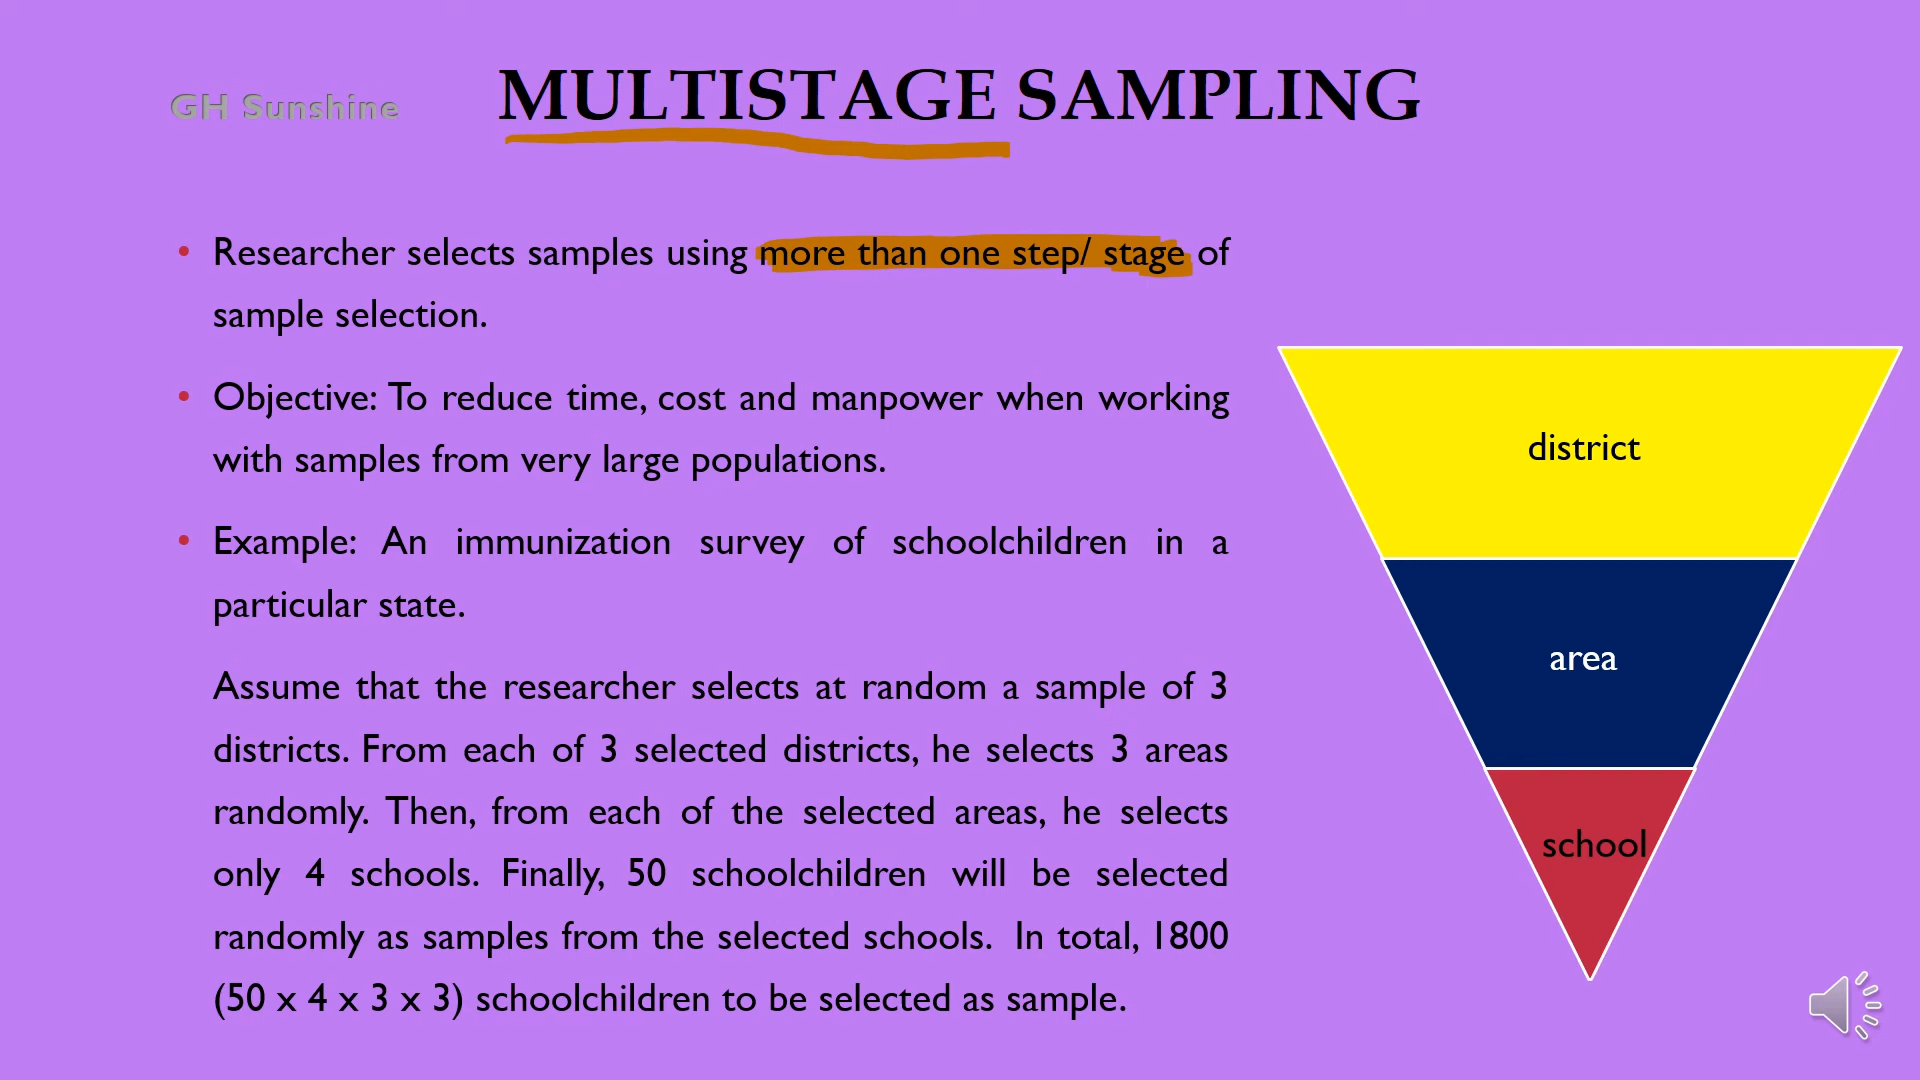 GH Sunshine
MULTISTAGE SAMPLING
• Researcher selects samples using more than one step/ stage of
sample selection.
• Objective: To reduce time, cost and manpower when working
with samples from very large populations.
• Example: An immunization survey of schoolchildren in a
particular state.
Assume that the researcher selects at random a sample of 3
districts. From each of 3 selected districts, he selects 3 areas
randomly. Then, from each of the selected areas, he selects
only 4 schools. Finally, 50 schoolchildren will be selected
randomly as samples from the selected schools. In total, 1800
(50 x 4 x 3 x 3) schoolchildren to be selected as sample.
district
area
school